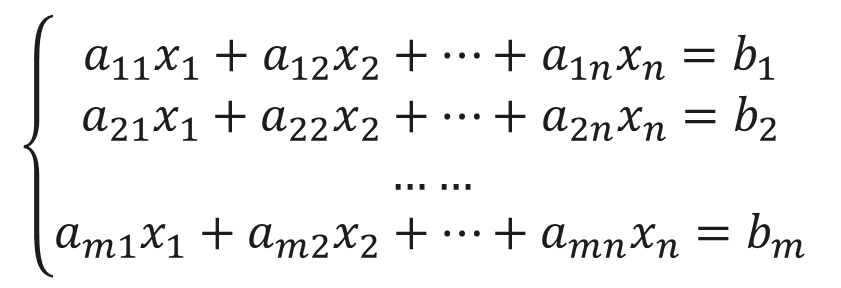 a₁₁x₁ + a₁₂x₂ + ⋯ + a₁ₙxₙ = b₁
a₂₁x₁ + a₂₂x₂ + ⋯ + a₂ₙxₙ = b₂
... ...
aₘ₁x₁ + aₘ₂x₂ + ⋯ + aₘₙxₙ = bₘ